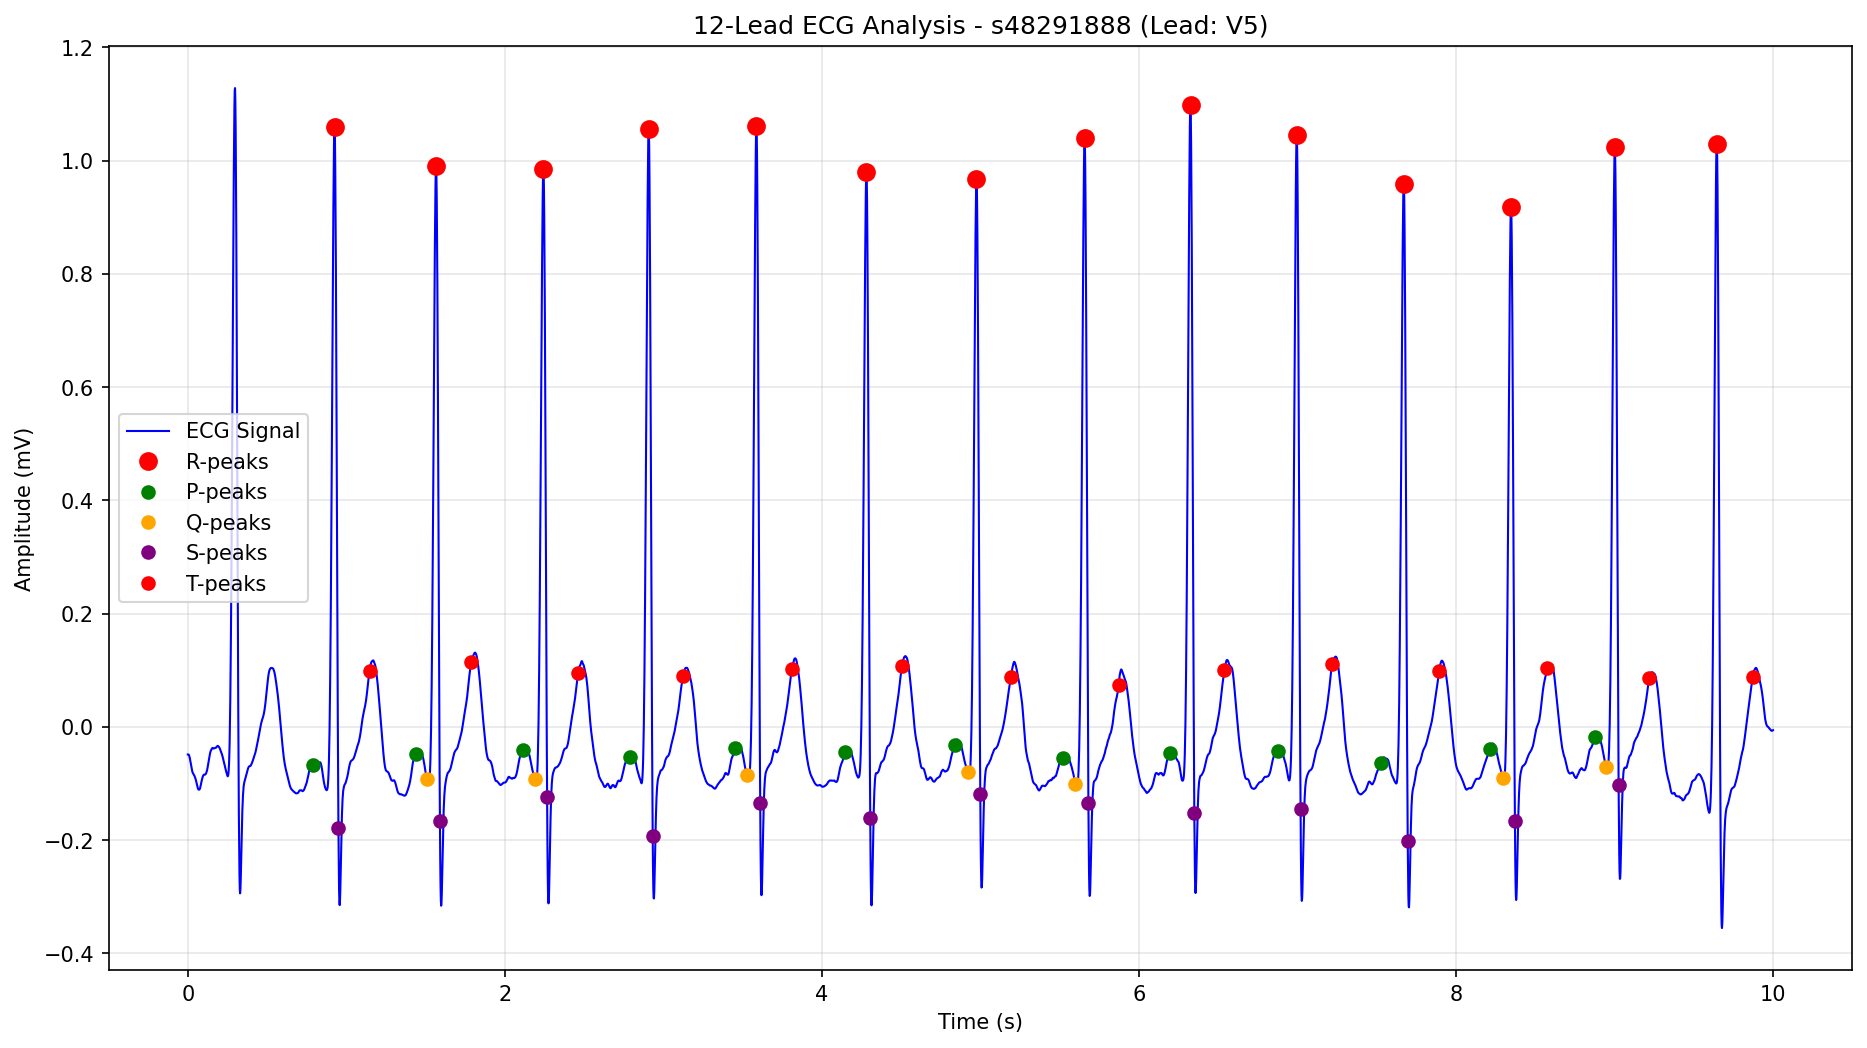 12-Lead ECG Analysis - s48291888 (Lead: V5)
1.2
1.0
0.8
0.6
0.4
0.2
0.0
−0.2
−0.4
Amplitude (mV)
ECG Signal
R-peaks
P-peaks
Q-peaks
S-peaks
T-peaks
0 2 4 6 8 10
Time (s)